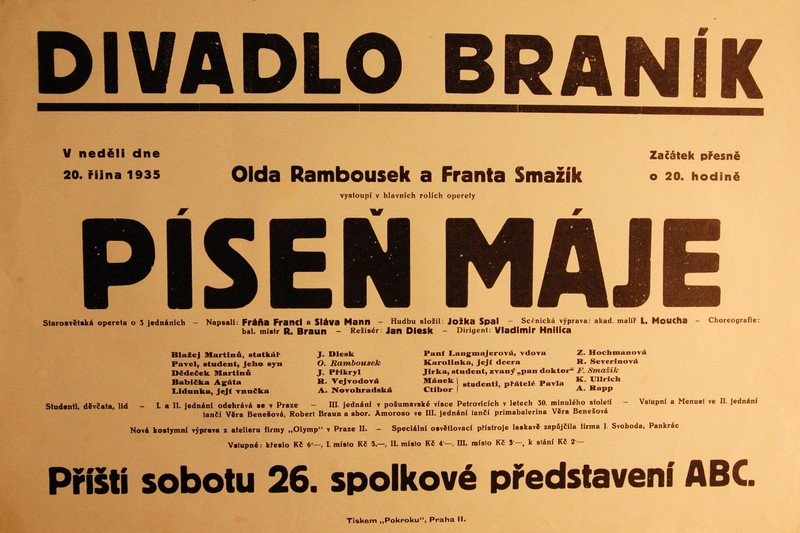 DIVADLO BRANÍK
V neděli dne
20. října 1935
Olda Rambousek a Franta Smažík
Začátek přesně
o 20. hodině
vystoupí v hlavních rolích operety
PÍSEŇ MÁJE
Starosvětská opereta o 3 jednáních – Napsali: Fráňa Francl a Sláva Mann – Hudbu složil: Jožka Spal – Scénická výprava: akad. malíř L. Moucha – Choreografie:
bal. mistr R. Braun – Režisér: Jan Dlesk – Dirigent: Vladimír Hnilica
Blažej Martinů, statkář J. Dlesk
Pavel, student, jeho syn O. Rambousek
Dědeček Martinů J. Přikryl
Babička Agáta R. Vejvodová
Lidunka, její vnučka A. Novohradská
Paní Langmajerová, vdova Z. Hochmanová
Karolínka, její dcera R. Severinová
Jirka, student, zvaný „pan doktor“ F. Smažík
Mánek } studenti, přátelé Pavla K. Ullrich
Ctibor A. Rapp
Studenti, děvčata, lid – I. a II. jednání odehrává se v Praze – III. jednání v pošumavské vísce Petrovicích v letech 30. minulého století – Vstupní a Menuet ve II. jednání
tančí Věra Benešová, Robert Braun a sbor. Amoroso ve III. jednání tančí primabalerina Věra Benešová
Nová kostymní výprava z atelieru firmy „Olymp“ v Praze II. – Speciální osvětlovací přístroje laskavě zapůjčila firma J. Svoboda, Pankrác
Vstupné: křeslo Kč 6·–, I. místo Kč 5.–, II. místo Kč 4·–, III. místo Kč 3·–, k stání Kč 2·–
Příští sobotu 26. spolkové představení ABC.
Tiskem „Pokroku“, Praha II.